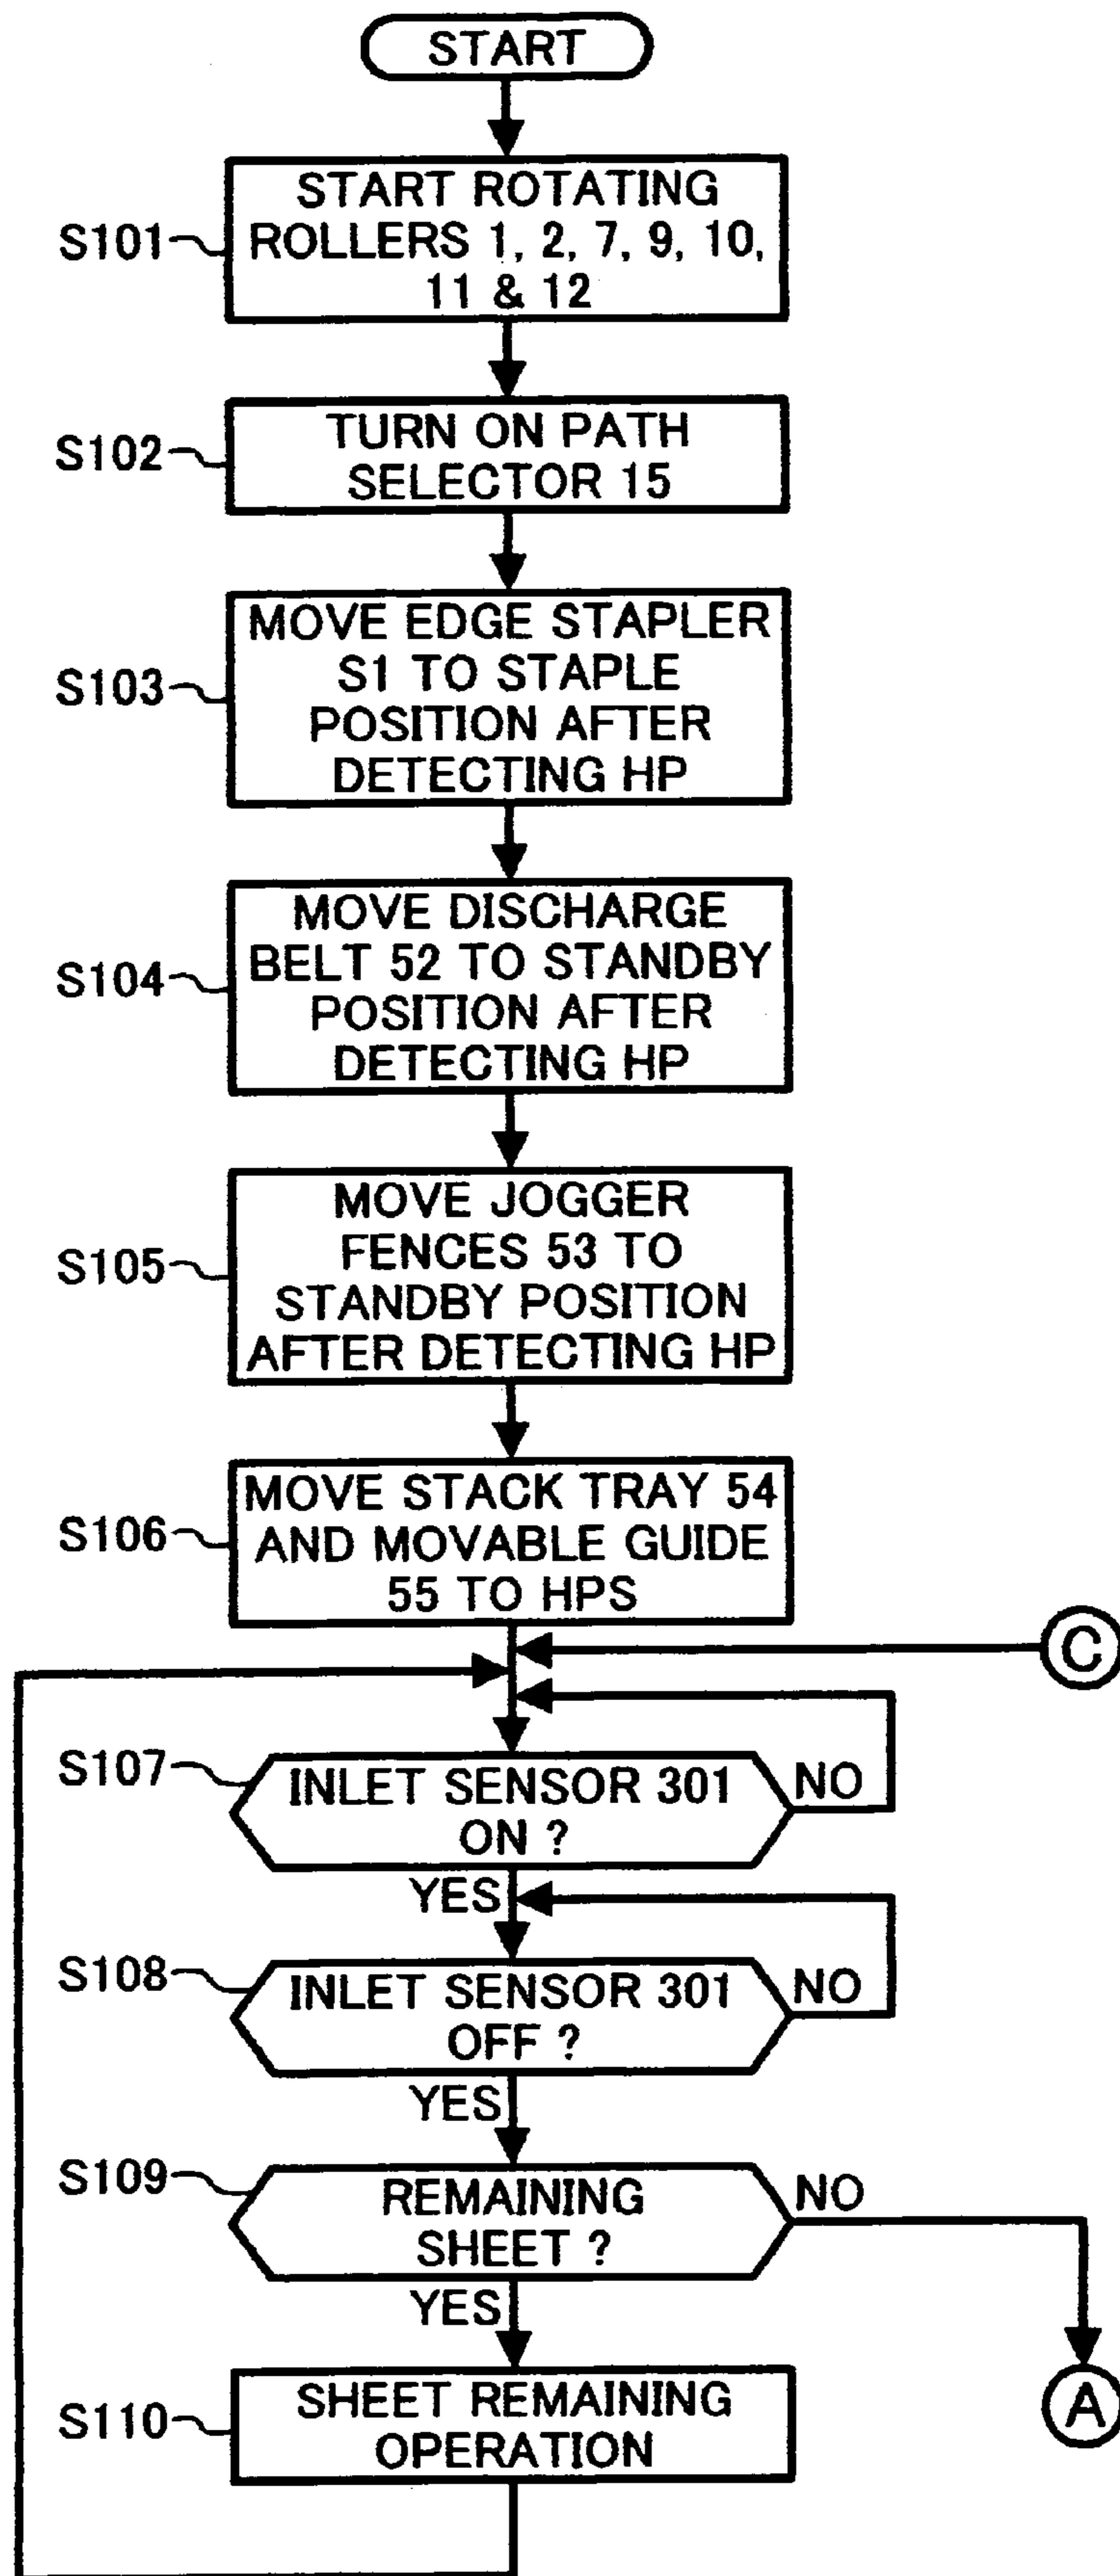 START
S101
START ROTATING
ROLLERS 1, 2, 7, 9, 10,
11 & 12
S102
TURN ON PATH
SELECTOR 15
S103
MOVE EDGE STAPLER
S1 TO STAPLE
POSITION AFTER
DETECTING HP
S104
MOVE DISCHARGE
BELT 52 TO STANDBY
POSITION AFTER
DETECTING HP
S105
MOVE JOGGER
FENCES 53 TO
STANDBY POSITION
AFTER DETECTING HP
S106
MOVE STACK TRAY 54
AND MOVABLE GUIDE
55 TO HPS
C
S107
INLET SENSOR 301
ON ?
NO
YES
S108
INLET SENSOR 301
OFF ?
NO
YES
S109
REMAINING
SHEET ?
NO
YES
A
S110
SHEET REMAINING
OPERATION